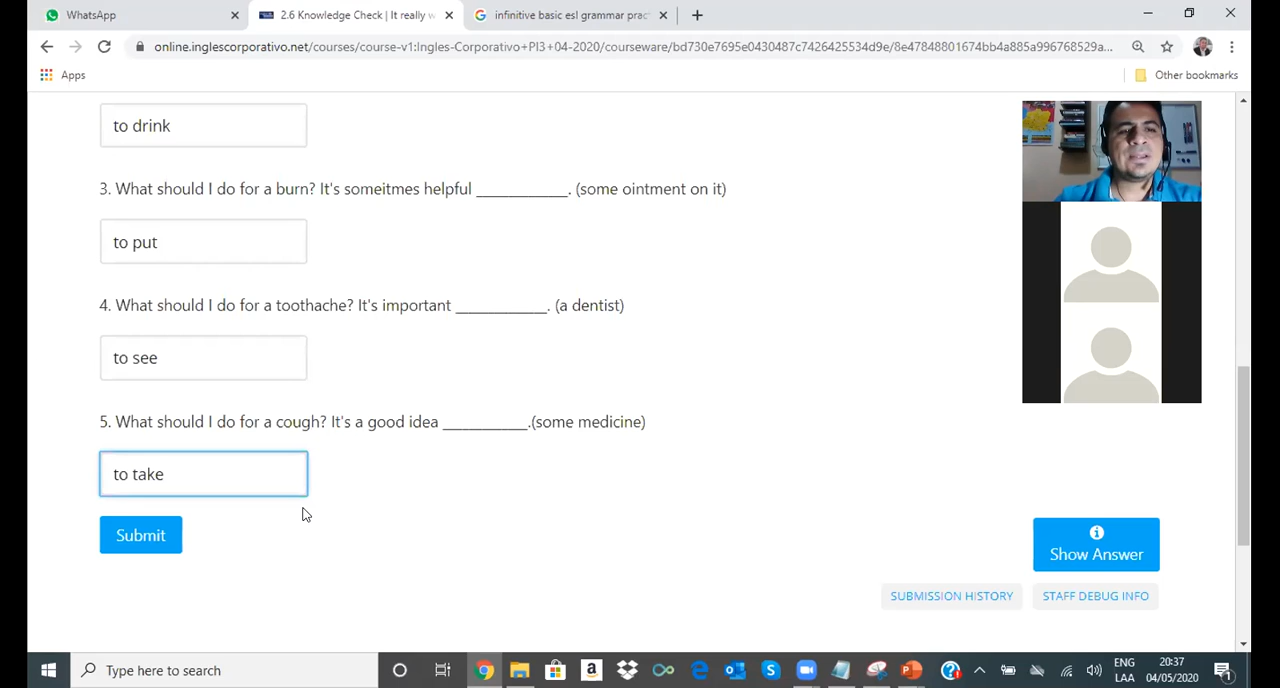 WhatsApp
2.6 Knowledge Check | It really w
infinitive basic esl grammar prac
online.inglescorporativo.net/courses/course-v1:Ingles-Corporativo+PI3+04-2020/courseware/bd730e7695e0430487c7426425534d9e/8e47848801674bb4a885a996768529a...
Apps
Other bookmarks
to drink
3. What should I do for a burn? It's someitmes helpful ____________. (some ointment on it)
to put
4. What should I do for a toothache? It's important ____________. (a dentist)
to see
5. What should I do for a cough? It's a good idea ___________.(some medicine)
to take
Submit
Show Answer
SUBMISSION HISTORY
STAFF DEBUG INFO
Type here to search
ENG
LAA
20:37
04/05/2020